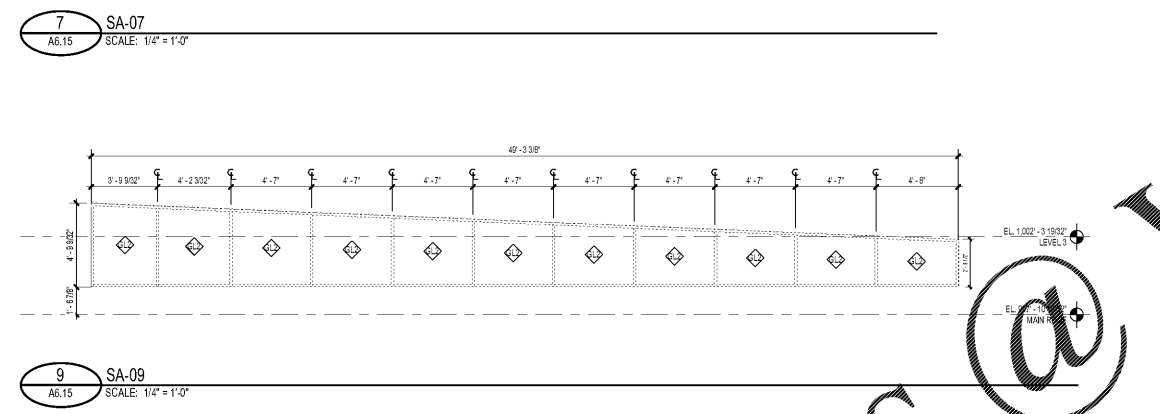 7
SA-07
A6.15
SCALE: 1/4" = 1'-0"
49' - 3 3/8"
3' - 9 9/32"
4' - 2 3/32"
4' - 7"
4' - 7"
4' - 7"
4' - 7"
4' - 7"
4' - 7"
4' - 7"
4' - 7"
4' - 8"
4' - 9 9/32"
GL2
GL2
GL2
GL2
GL2
GL2
GL2
GL2
GL2
GL2
GL2
EL. 1,002' - 3 19/32"
LEVEL 3
1' - 6 7/8"
EL.
MAIN
9
SA-09
A6.15
SCALE: 1/4" = 1'-0"
@